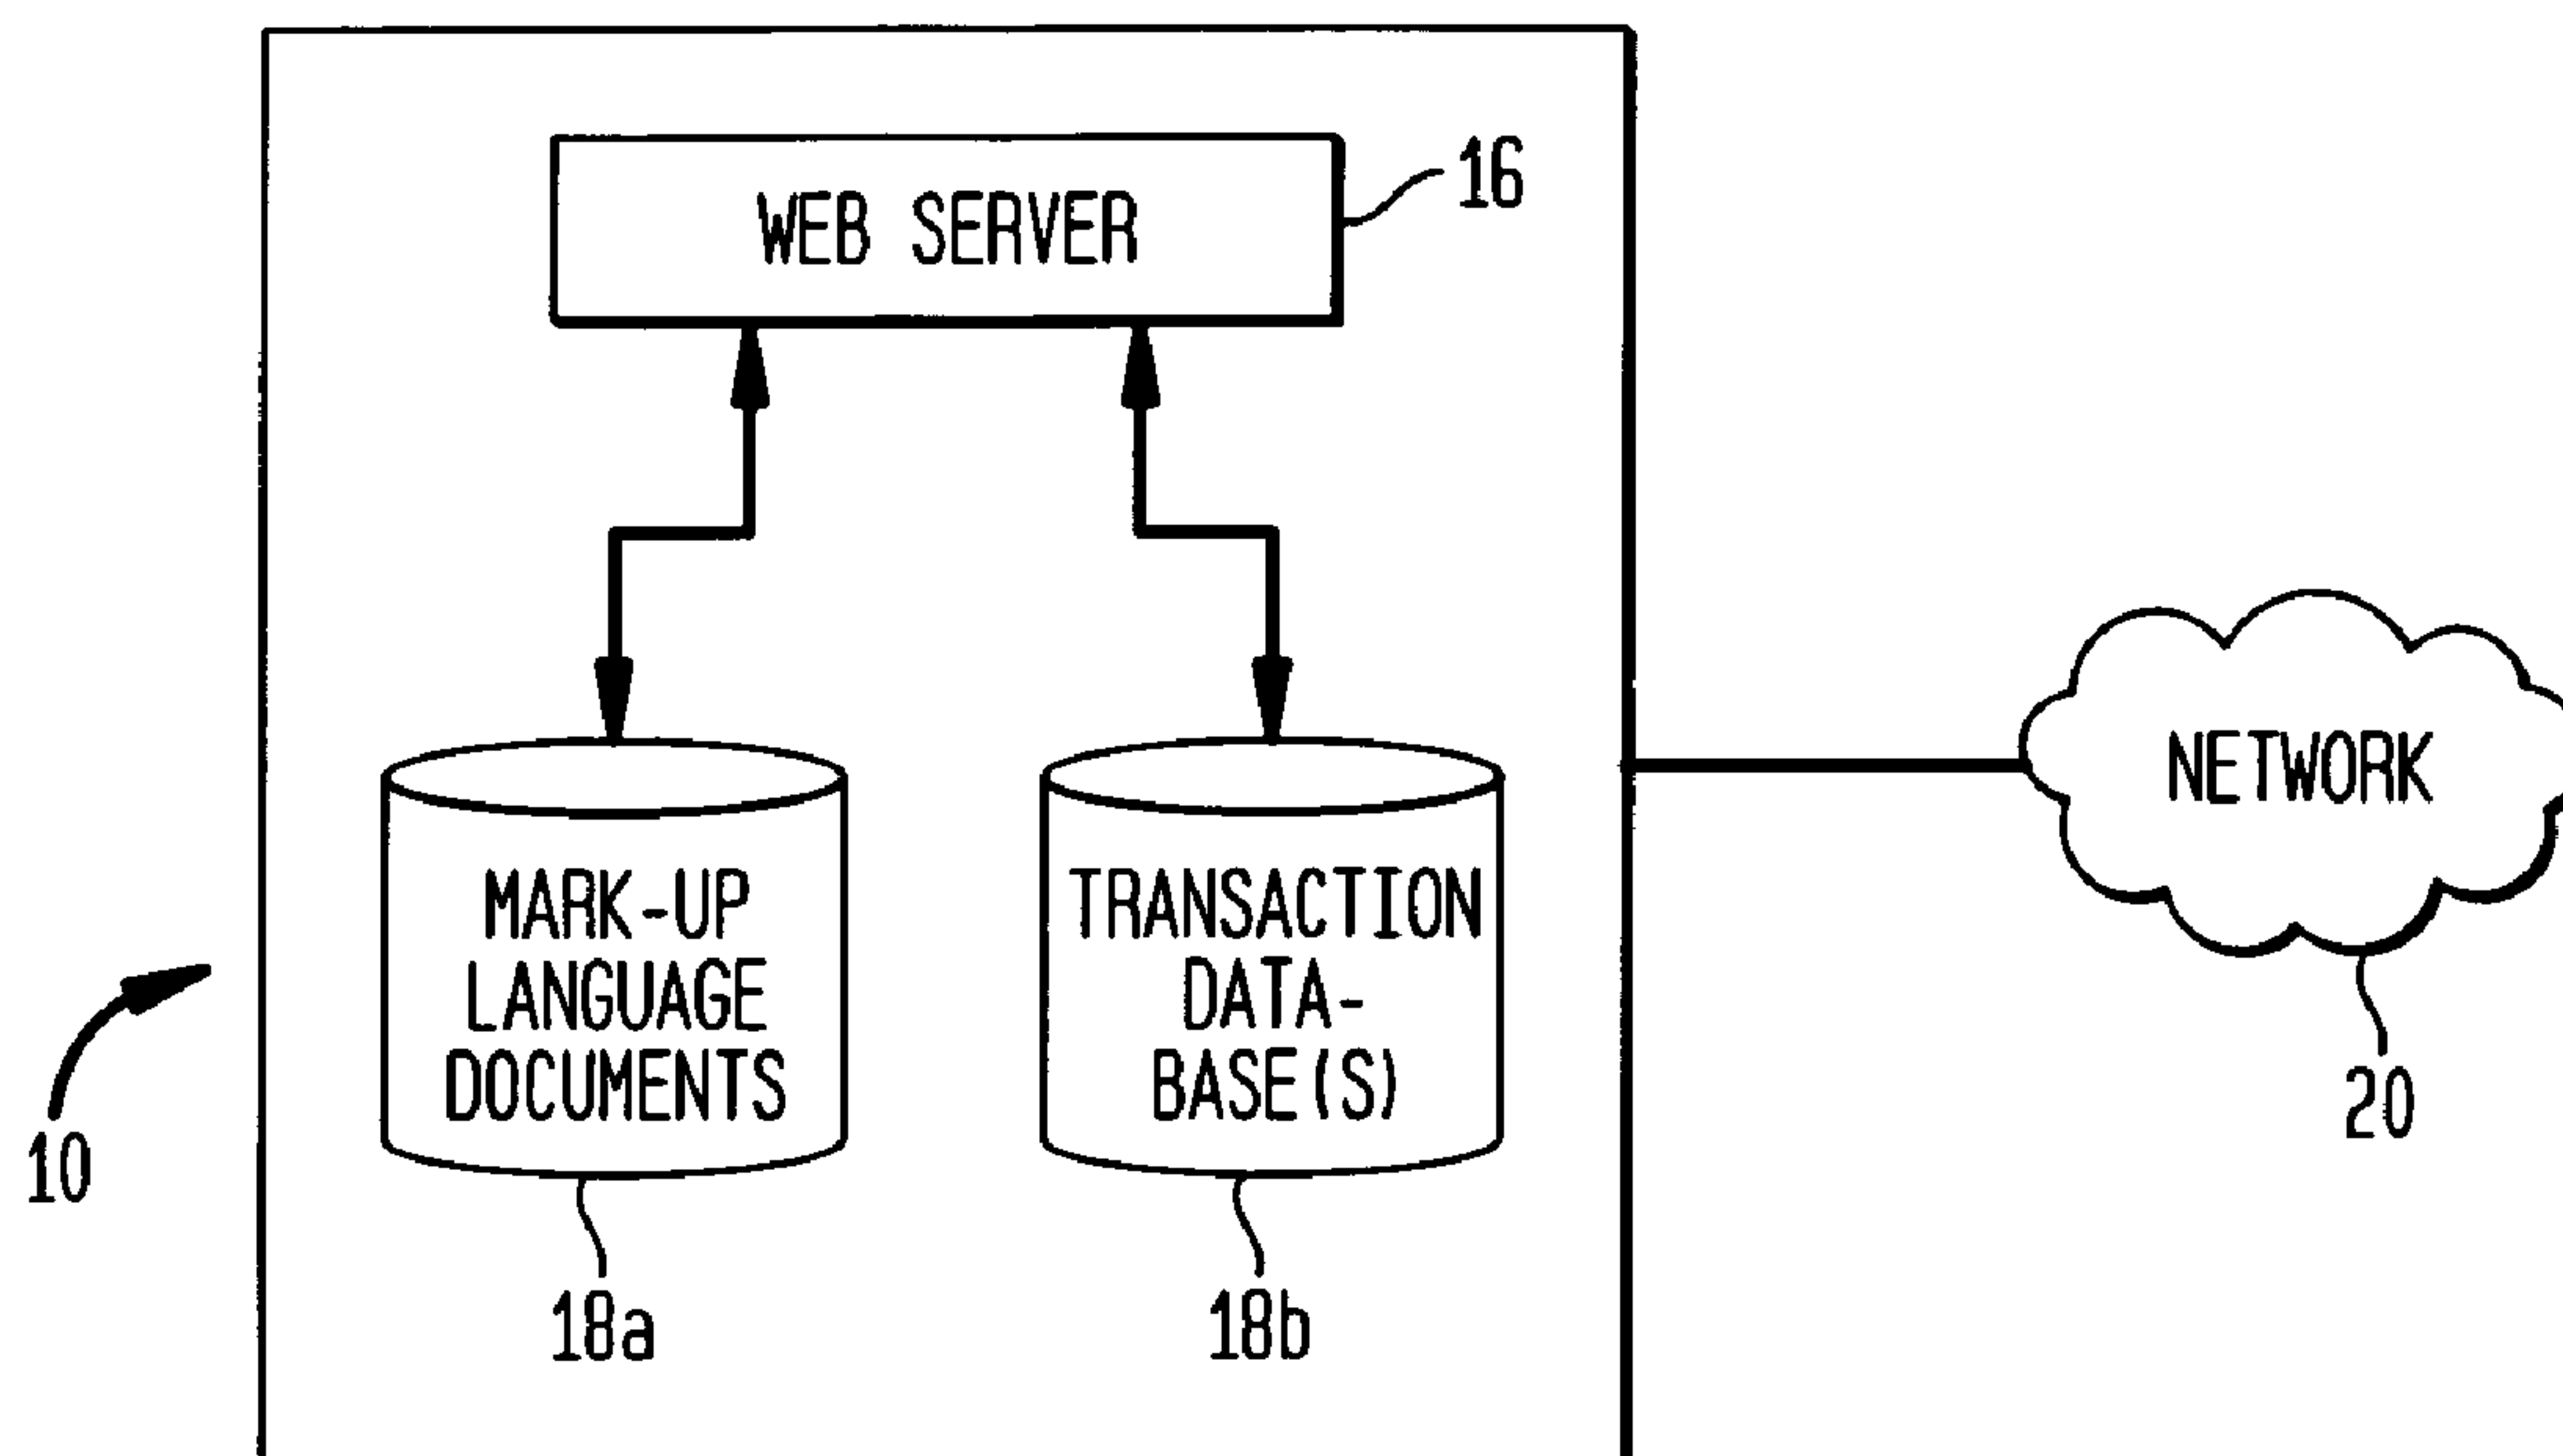 WEB SERVER
16
NETWORK
MARK-UP
LANGUAGE
DOCUMENTS
TRANSACTION
DATA-
BASE(S)
10
20
18a
18b